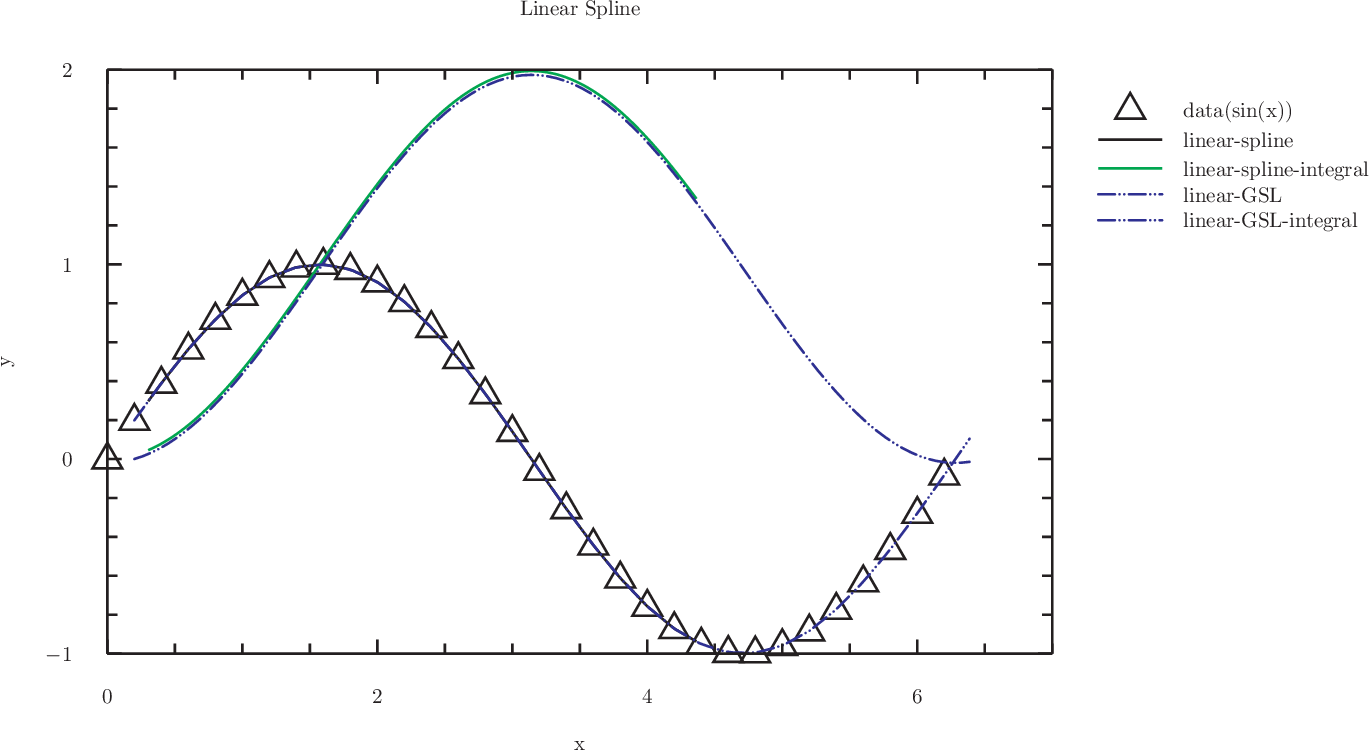 Linear Spline
2
1
0
−1
y
0 2 4 6
x
data(sin(x))
linear-spline
linear-spline-integral
linear-GSL
linear-GSL-integral